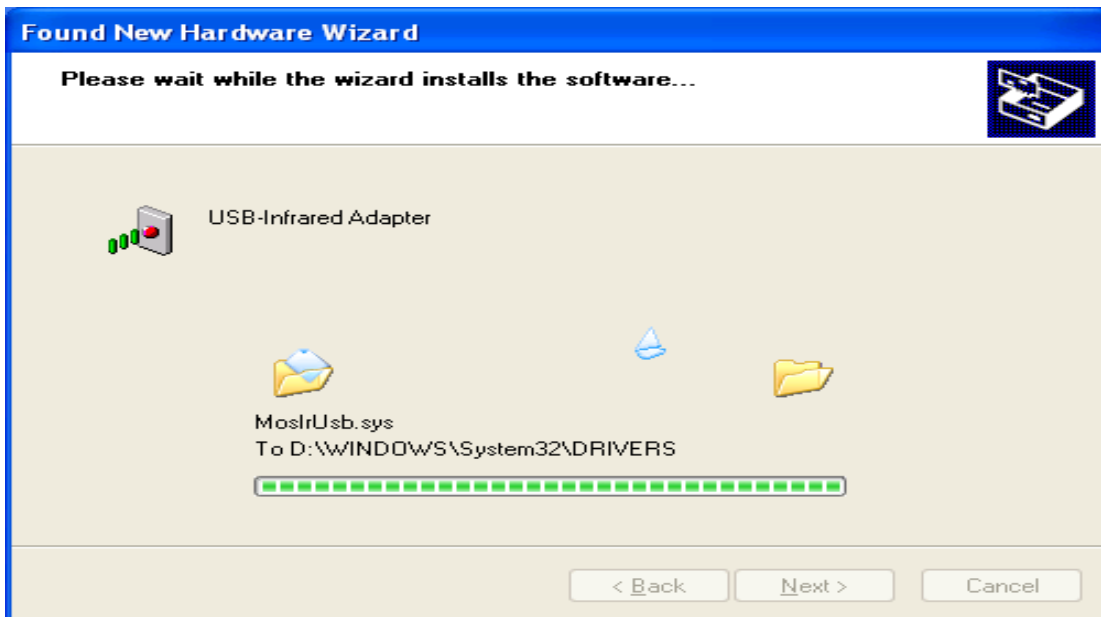 Found New Hardware Wizard
Please wait while the wizard installs the software...
USB-Infrared Adapter
MosIrUsb.sys
To D:\WINDOWS\System32\DRIVERS
< Back
Next >
Cancel